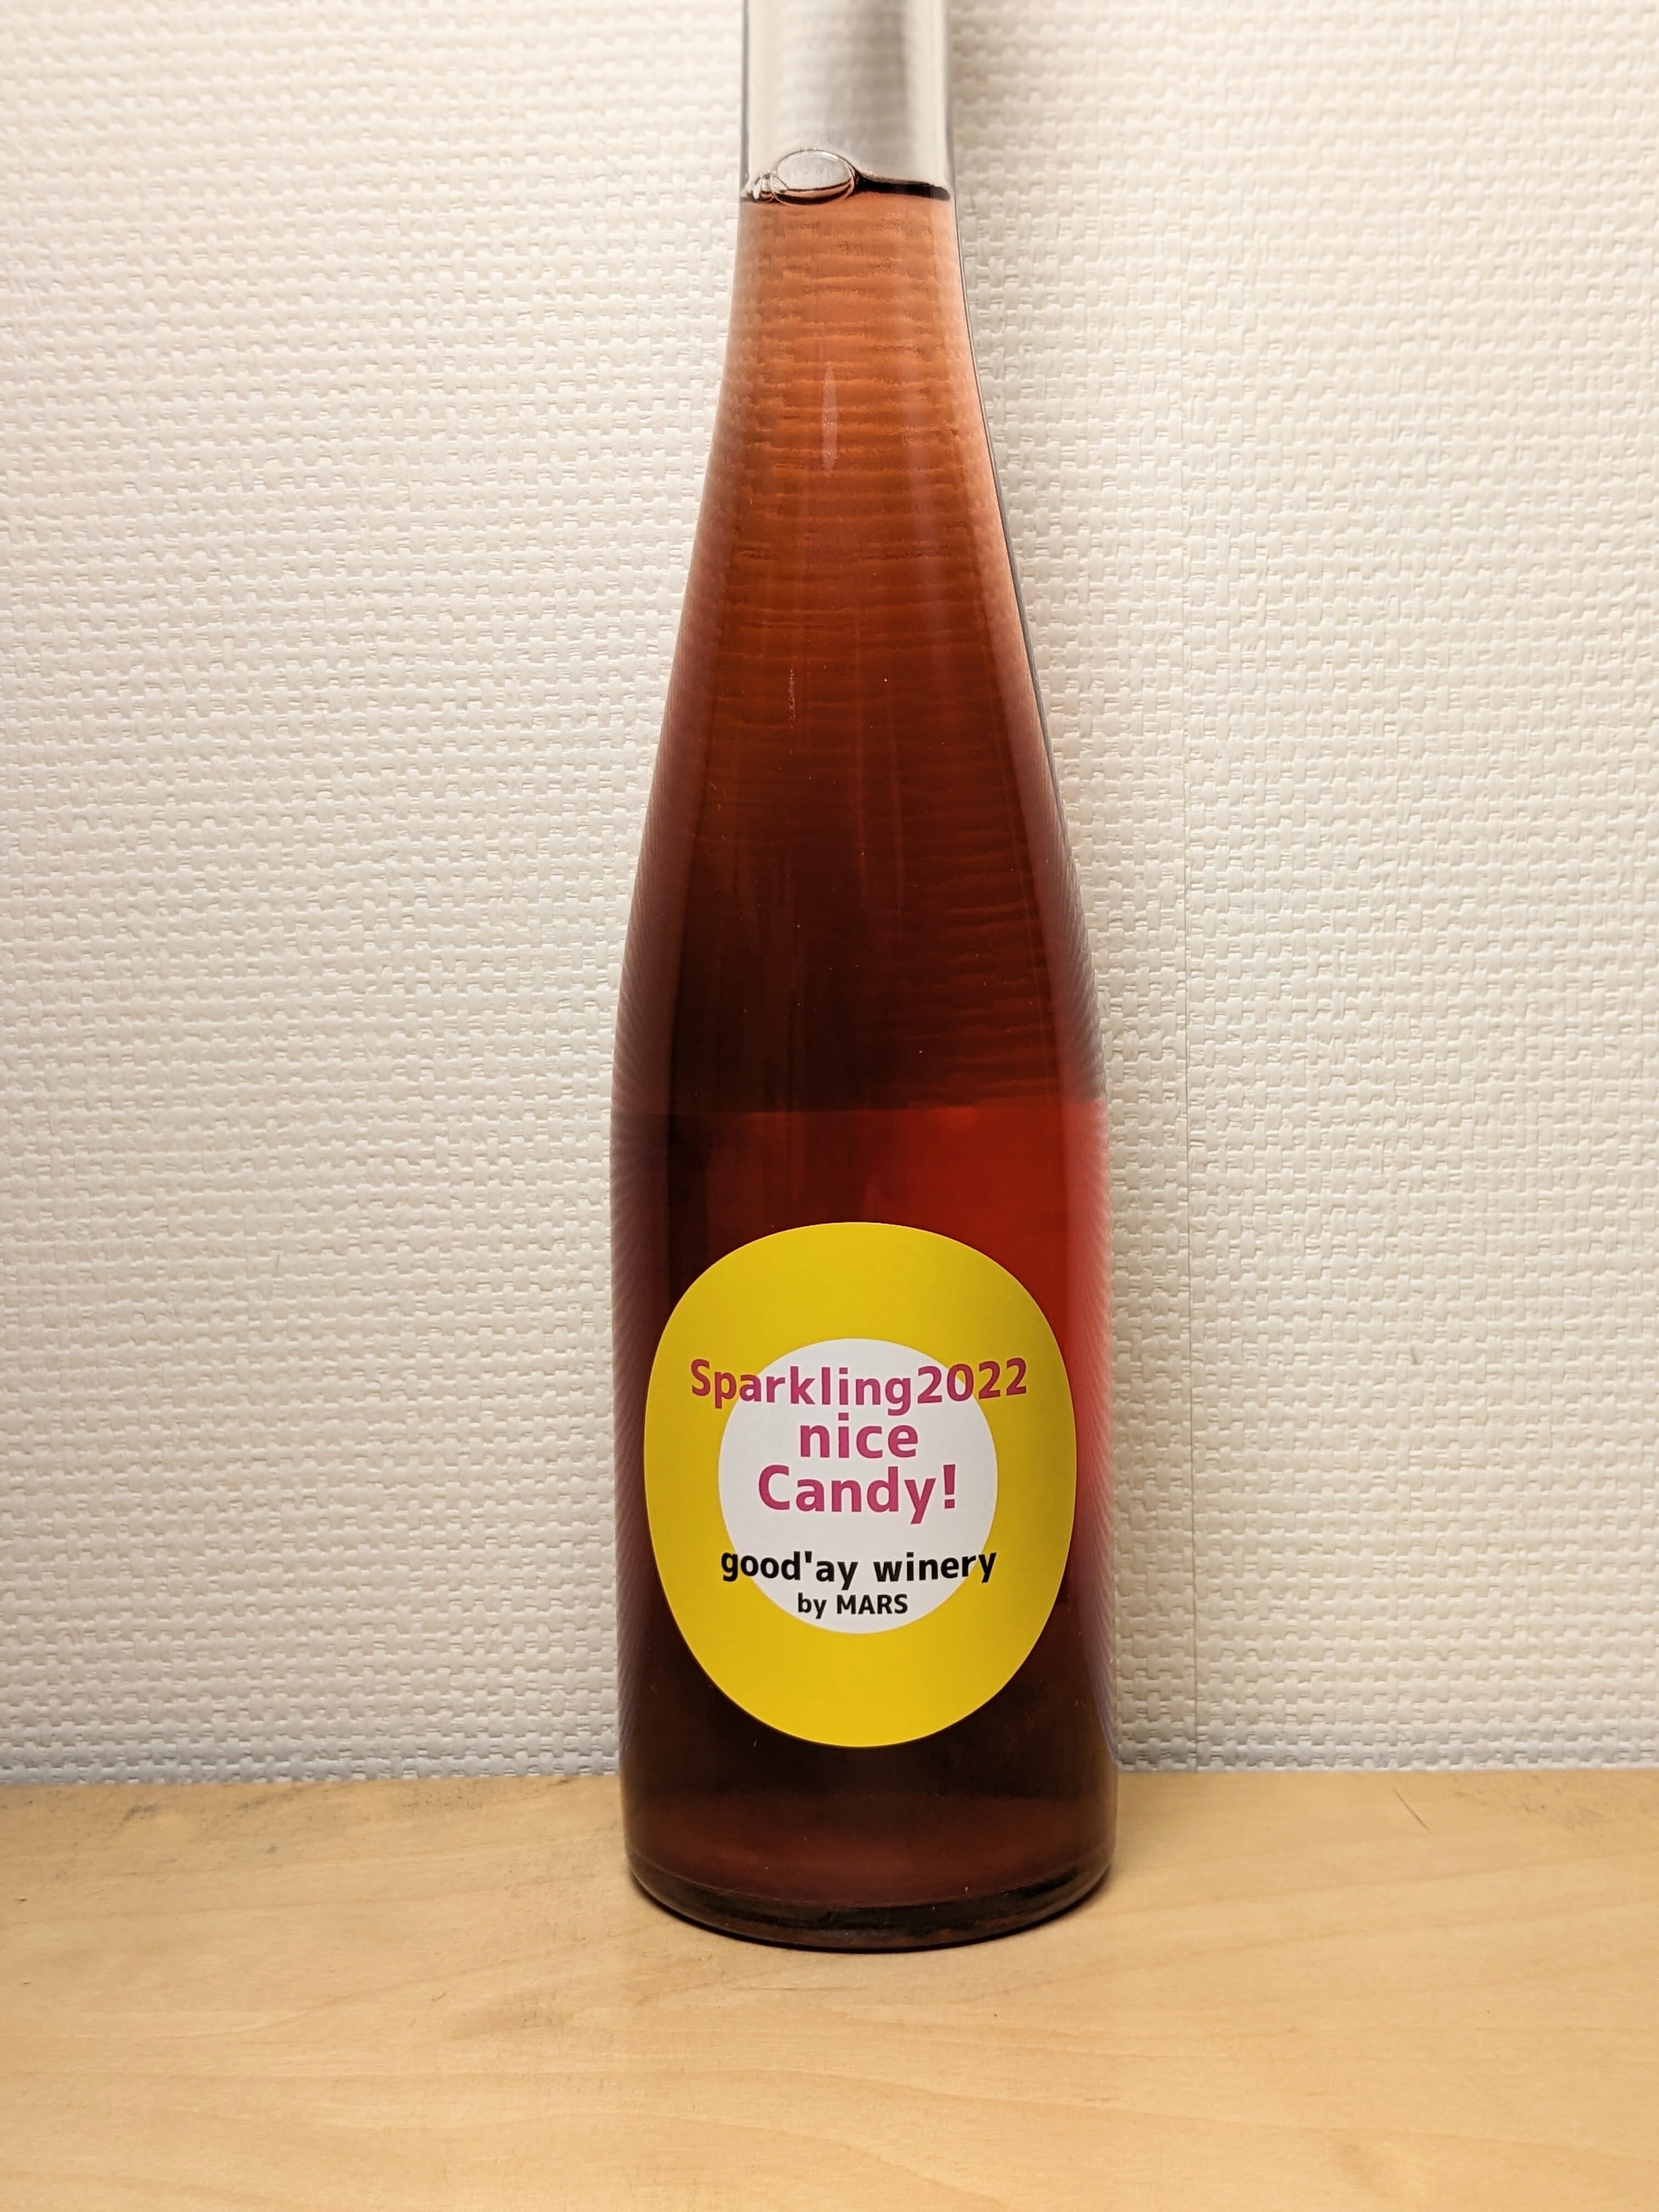 Sparkling2022
nice
Candy!
good'ay winery
by MARS